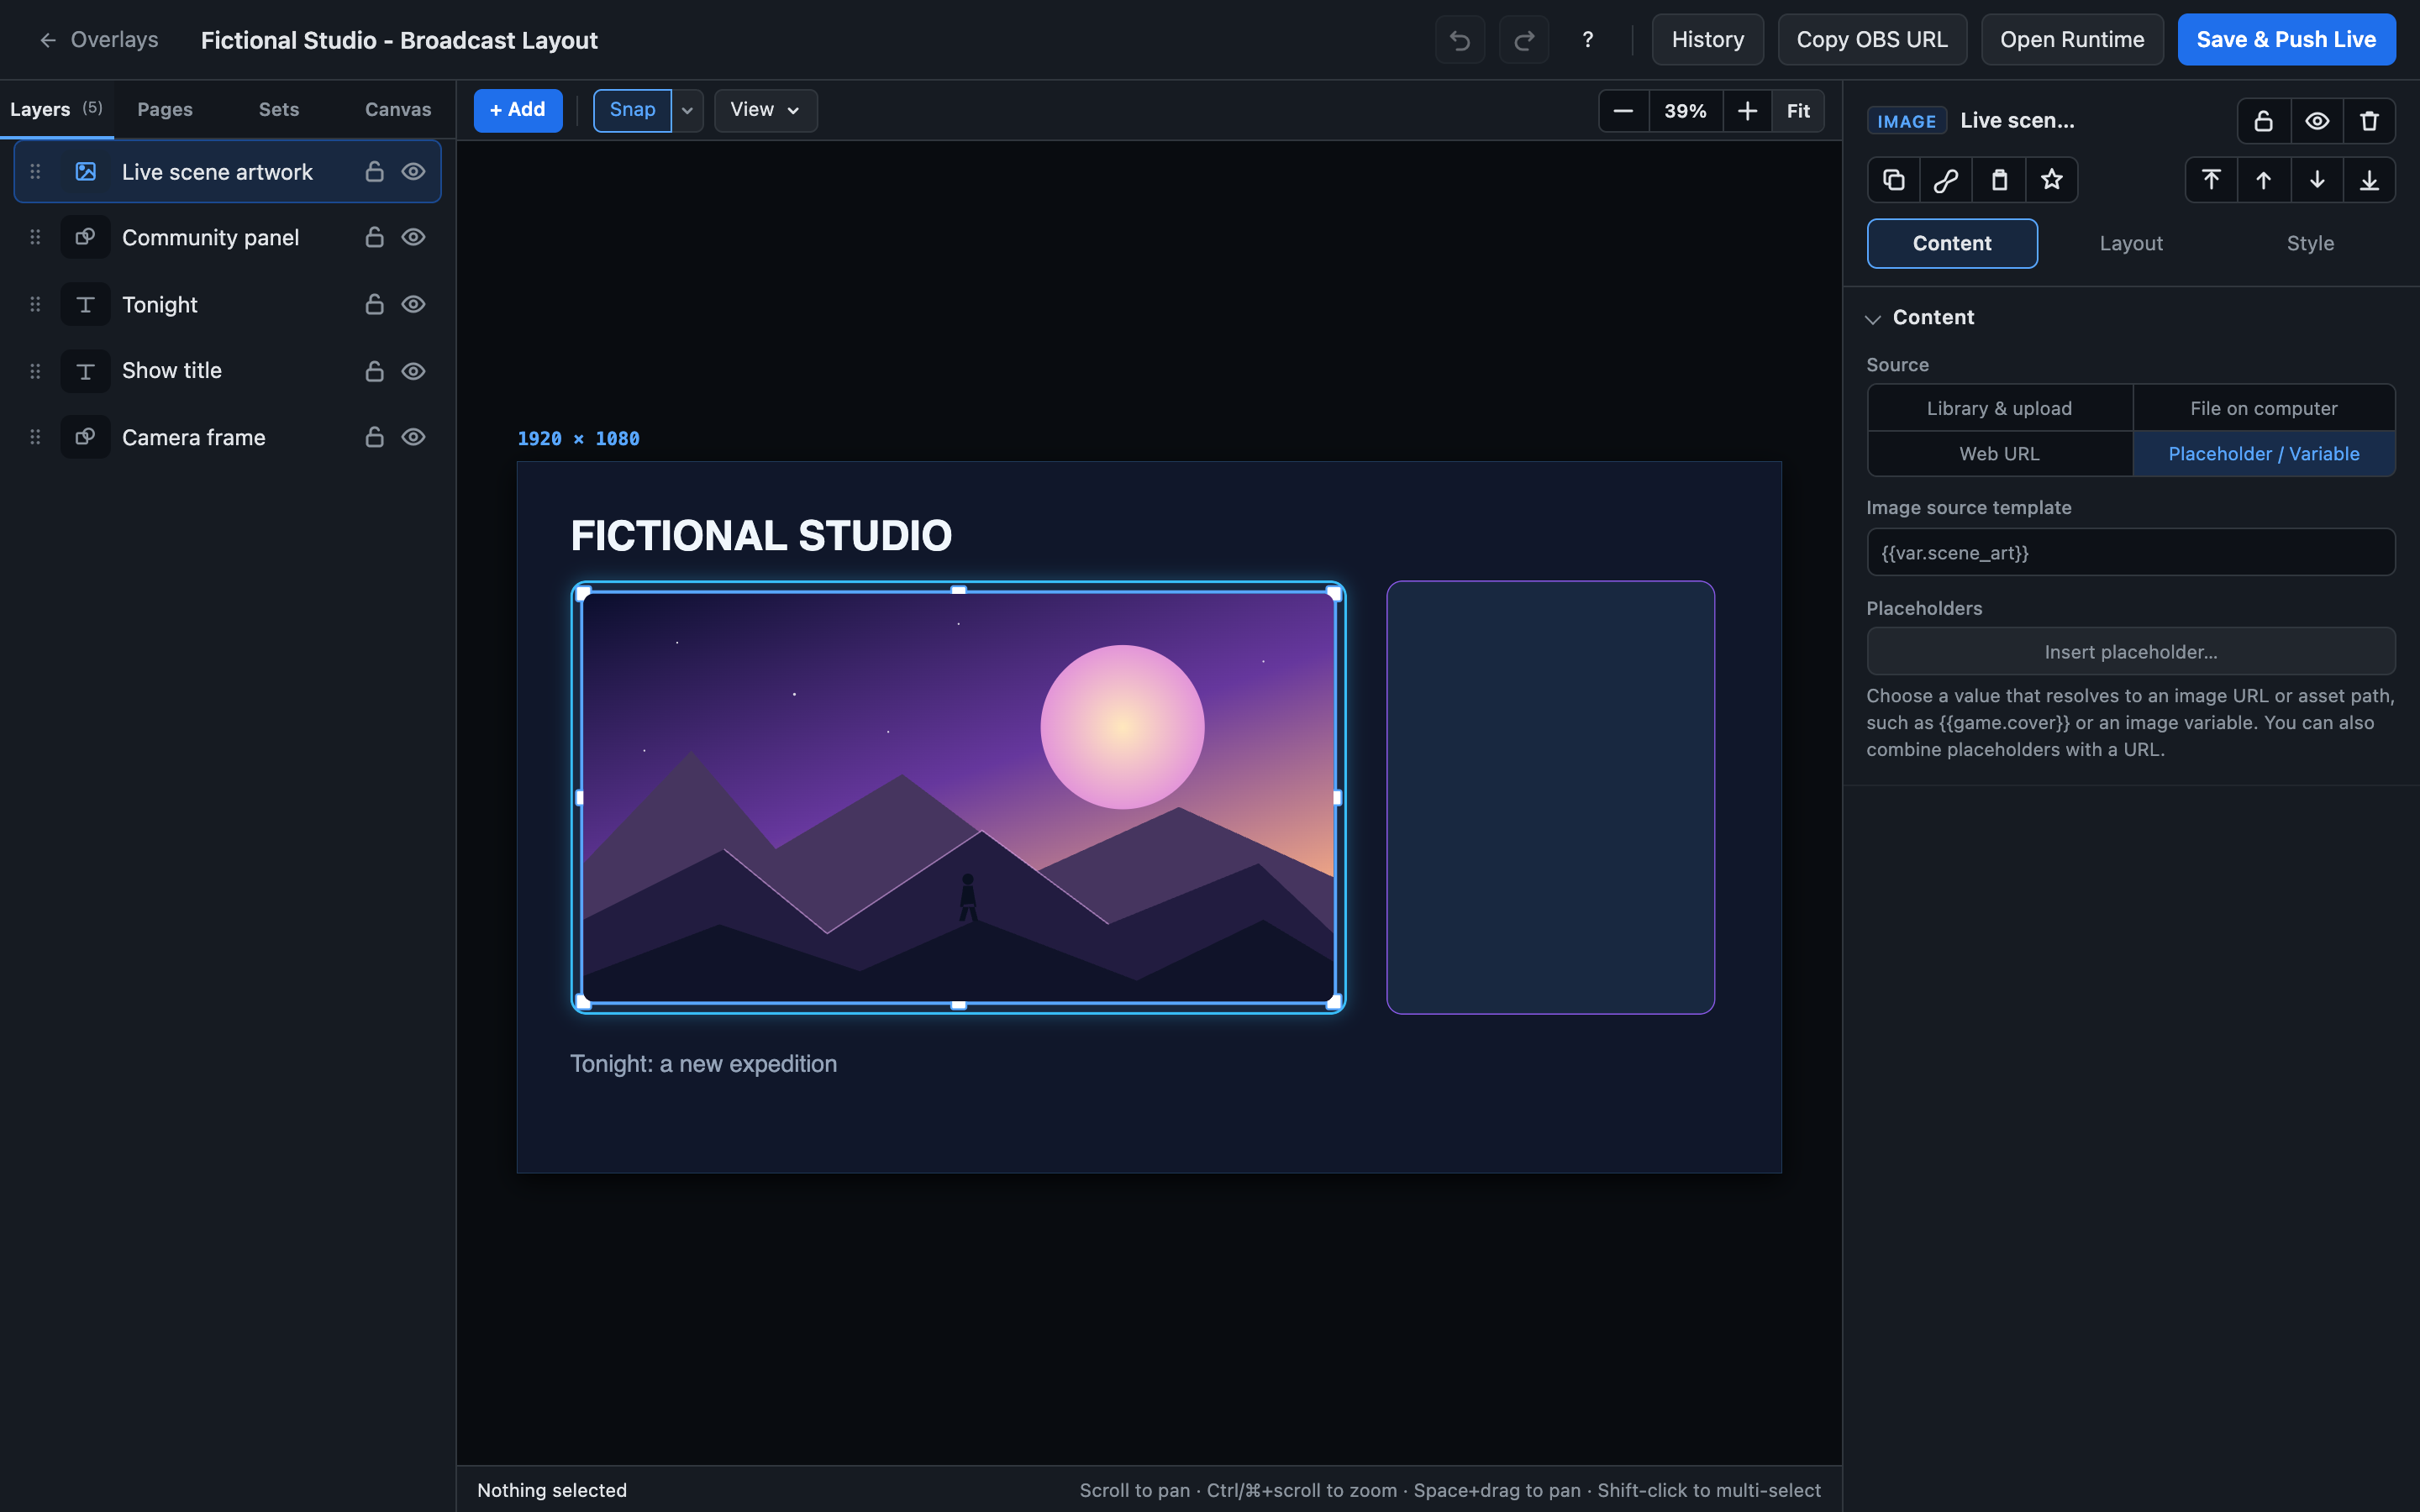 Overlays
Fictional Studio - Broadcast Layout
?
History
Copy OBS URL
Open Runtime
Save & Push Live
Layers (5)
Pages
Sets
Canvas
+ Add
Snap
View
39%
Fit
Live scene artwork
Community panel
Tonight
Show title
Camera frame
1920 × 1080
FICTIONAL STUDIO
Tonight: a new expedition
Nothing selected
Scroll to pan · Ctrl/⌘+scroll to zoom · Space+drag to pan · Shift-click to multi-select
IMAGE
Live scen...
Content
Layout
Style
Content
Source
Library & upload
File on computer
Web URL
Placeholder / Variable
Image source template
{{var.scene_art}}
Placeholders
Insert placeholder...
Choose a value that resolves to an image URL or asset path,
such as {{game.cover}} or an image variable. You can also
combine placeholders with a URL.